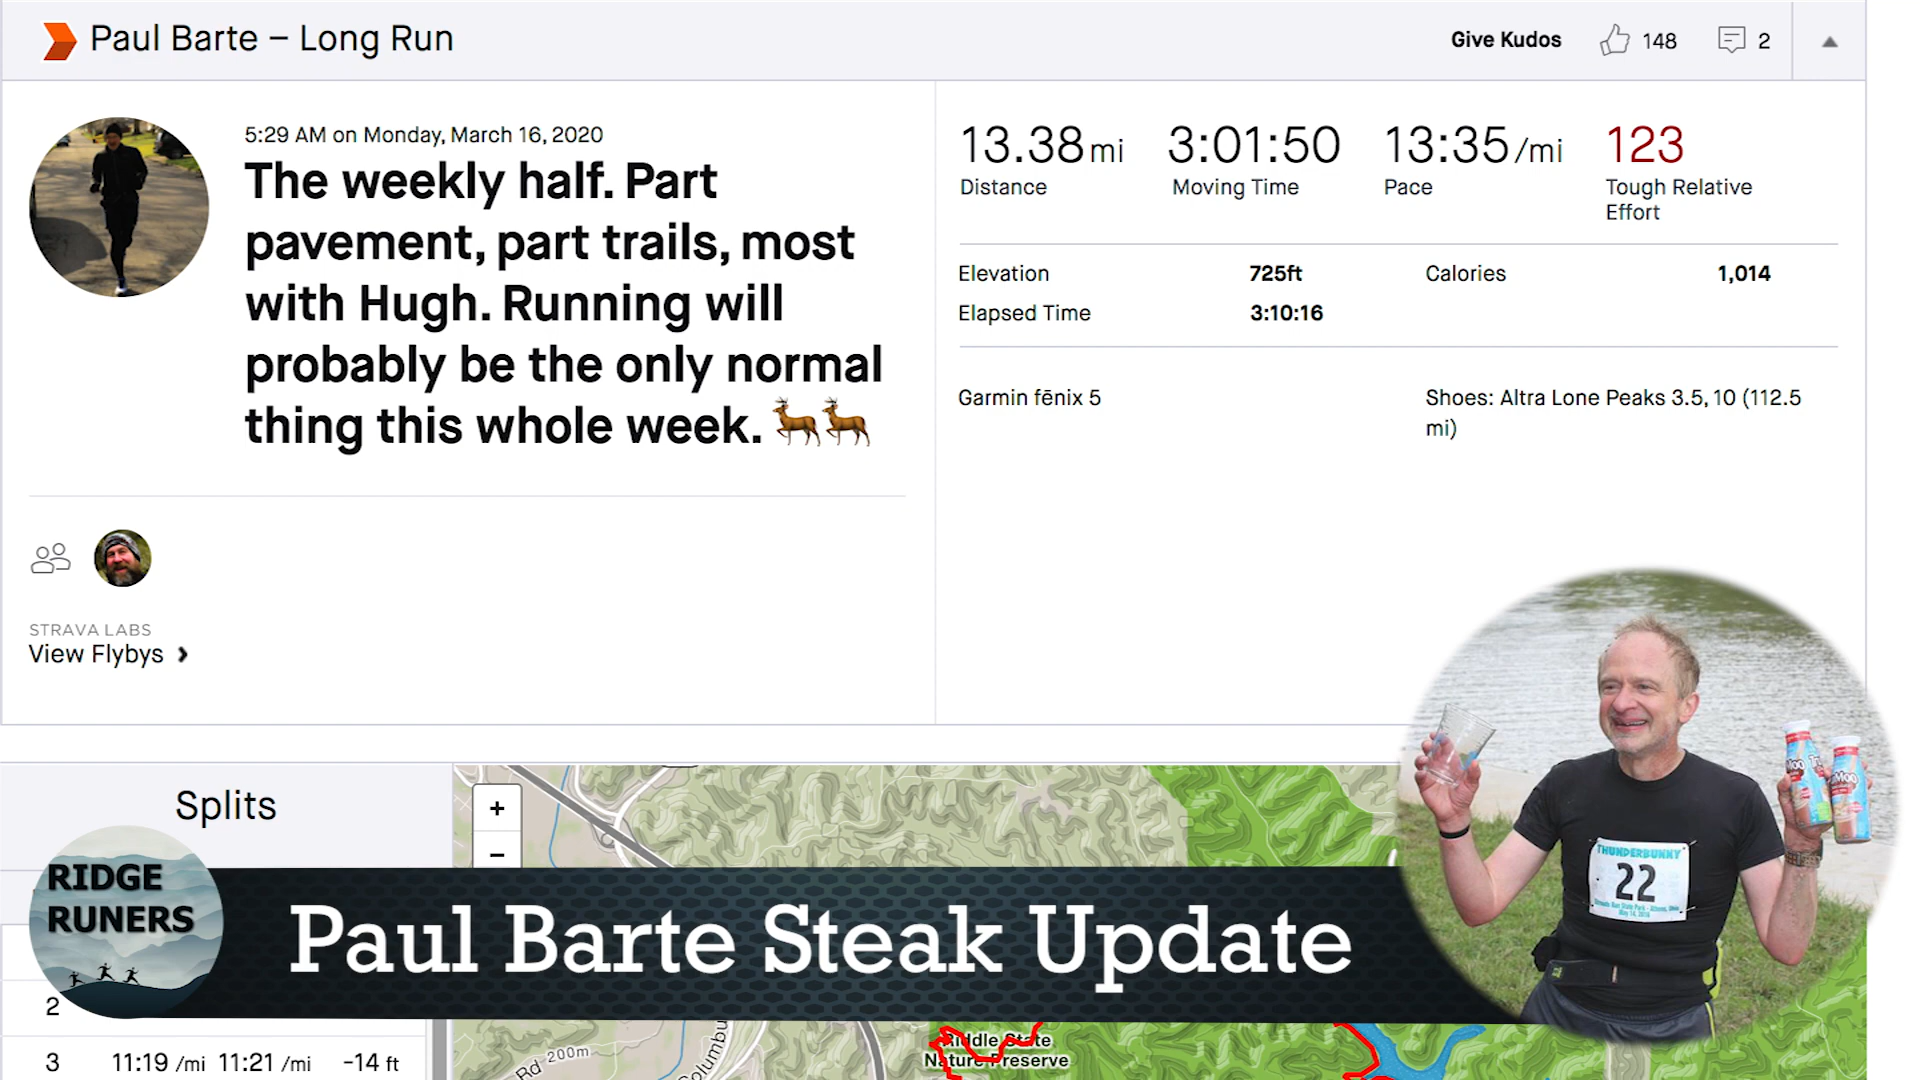 Paul Barte – Long Run
Give Kudos
148
2
5:29 AM on Monday, March 16, 2020
The weekly half. Part
pavement, part trails, most
with Hugh. Running will
probably be the only normal
thing this whole week.
13.38 mi
Distance
3:01:50
Moving Time
13:35 /mi
Pace
123
Tough Relative
Effort
Elevation 725ft
Calories 1,014
Elapsed Time 3:10:16
Garmin fēnix 5
Shoes: Altra Lone Peaks 3.5, 10 (112.5
mi)
STRAVA LABS
View Flybys
Splits
+
−
RIDGE
RUNERS
Paul Barte Steak Update
THUNDERBUNNY
22
2
3 11:19 /mi 11:21 /mi -14 ft
Rd 200m
Columbu
Riddle State
Nature Preserve